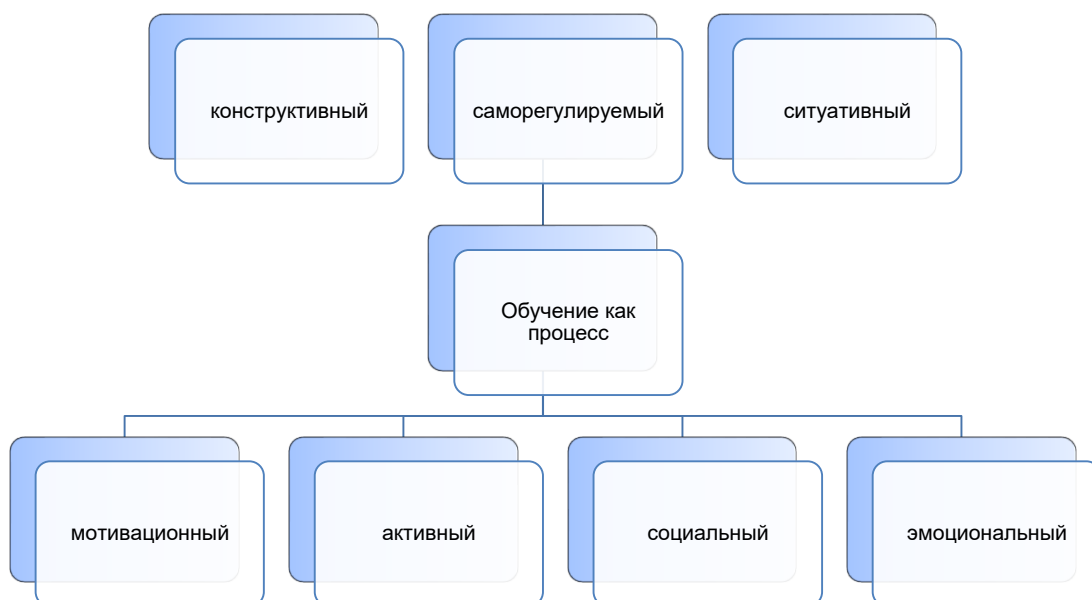 конструктивный
саморегулируемый
ситуативный
Обучение как
процесс
мотивационный
активный
социальный
эмоциональный